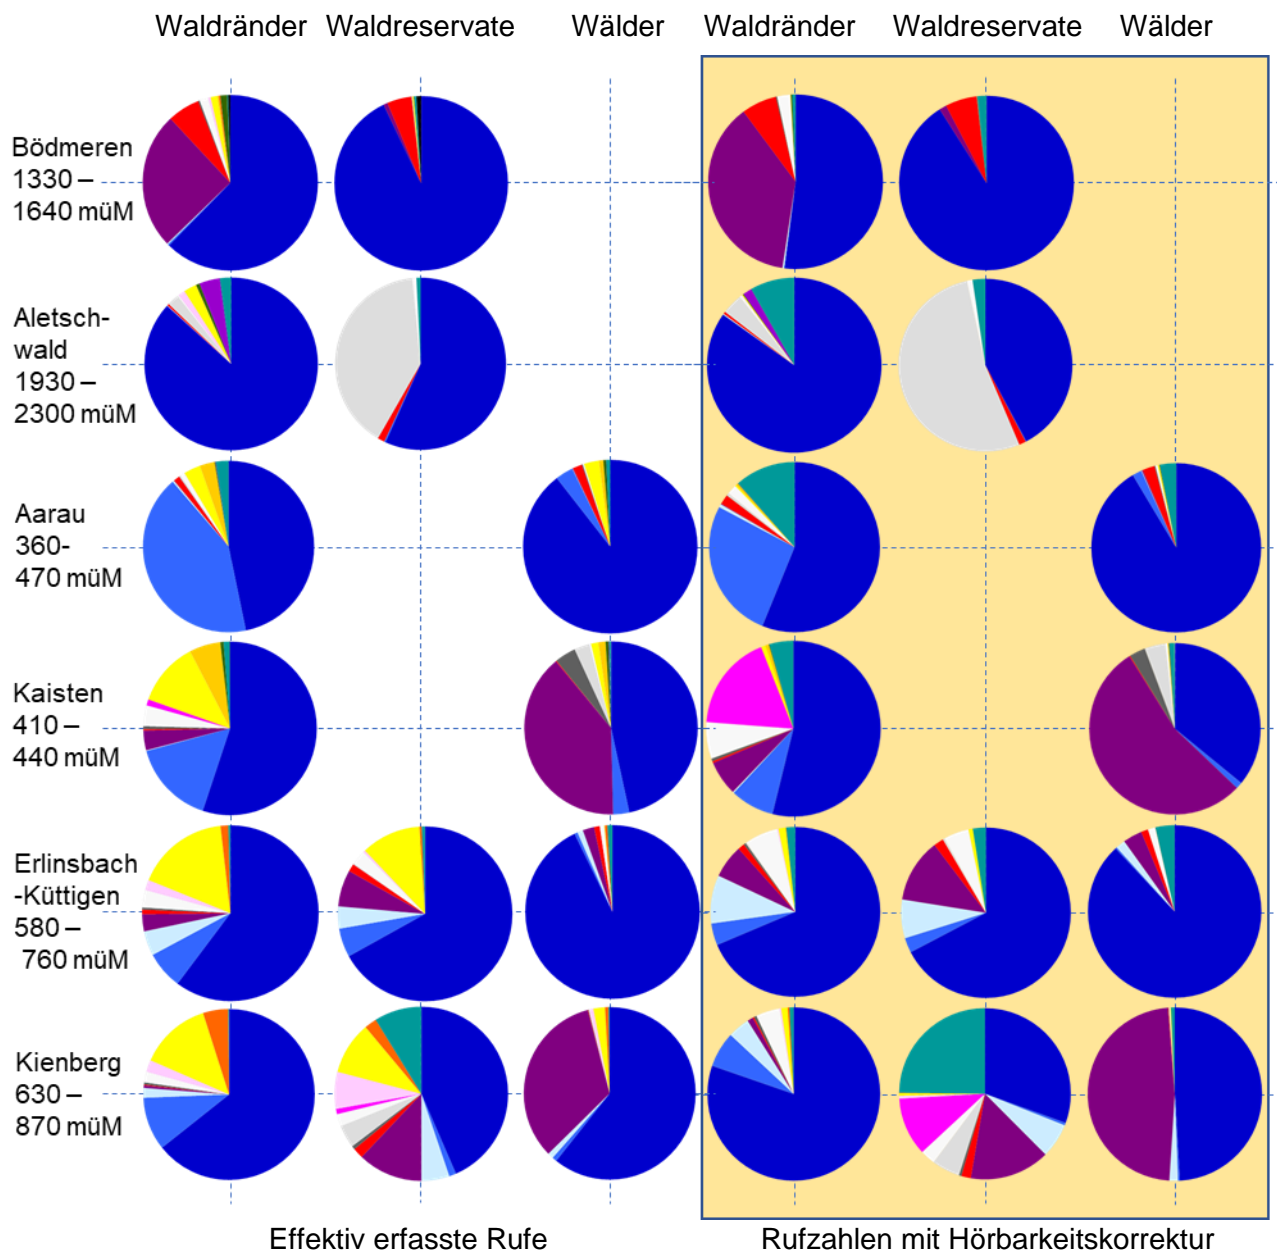 Waldränder Waldreservate Wälder Waldränder Waldreservate Wälder
Bödmeren
1330 –
1640 müM
Aletsch-
wald
1930 –
2300 müM
Aarau
360-
470 müM
Kaisten
410 –
440 müM
Erlinsbach
-Küttigen
580 –
760 müM
Kienberg
630 –
870 müM
Effektiv erfasste Rufe Rufzahlen mit Hörbarkeitskorrektur